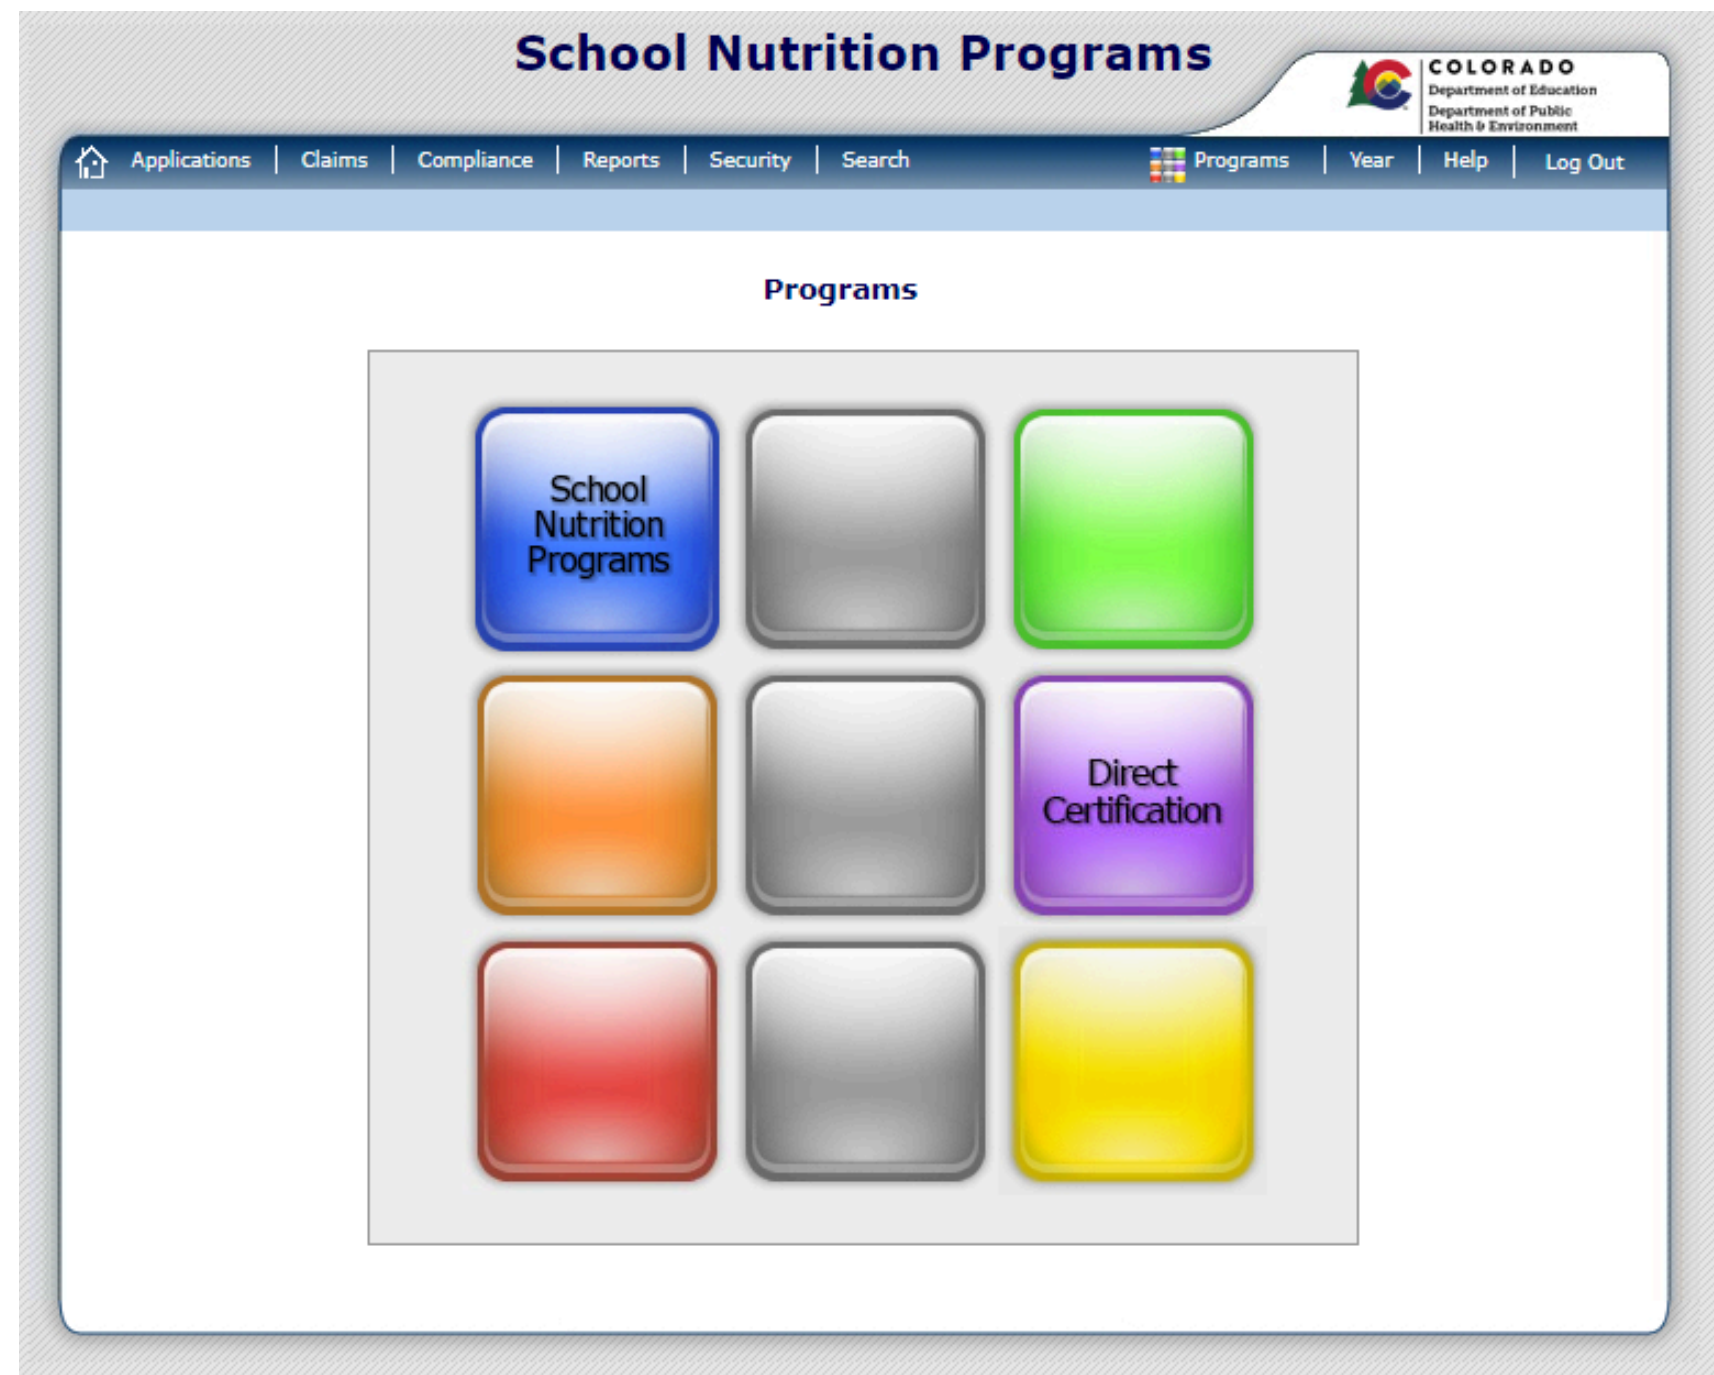 School Nutrition Programs
COLORADO
Department of Education
Department of Public
Health & Environment
Applications | Claims | Compliance | Reports | Security | Search Programs | Year | Help | Log Out
Programs
School
Nutrition
Programs
Direct
Certification